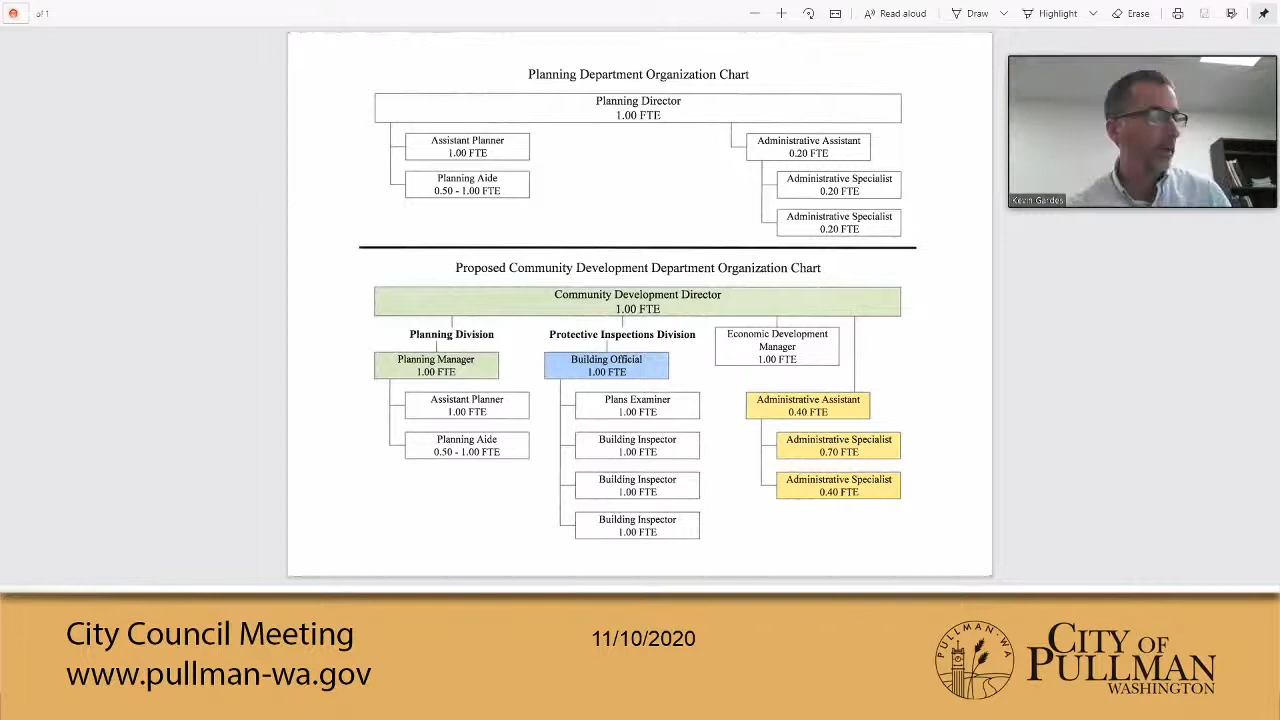 of 1
Read aloud
Draw
Highlight
Erase
Planning Department Organization Chart
Planning Director
1.00 FTE
Assistant Planner
1.00 FTE
Administrative Assistant
0.20 FTE
Planning Aide
0.50 - 1.00 FTE
Administrative Specialist
0.20 FTE
Administrative Specialist
0.20 FTE
Kevin Gardes
Proposed Community Development Department Organization Chart
Community Development Director
1.00 FTE
Planning Division
Planning Manager
1.00 FTE
Assistant Planner
1.00 FTE
Planning Aide
0.50 - 1.00 FTE
Protective Inspections Division
Building Official
1.00 FTE
Plans Examiner
1.00 FTE
Building Inspector
1.00 FTE
Building Inspector
1.00 FTE
Building Inspector
1.00 FTE
Economic Development
Manager
1.00 FTE
Administrative Assistant
0.40 FTE
Administrative Specialist
0.70 FTE
Administrative Specialist
0.40 FTE
City Council Meeting
www.pullman-wa.gov
11/10/2020
PULLMAN·WA
CITY OF
PULLMAN
WASHINGTON